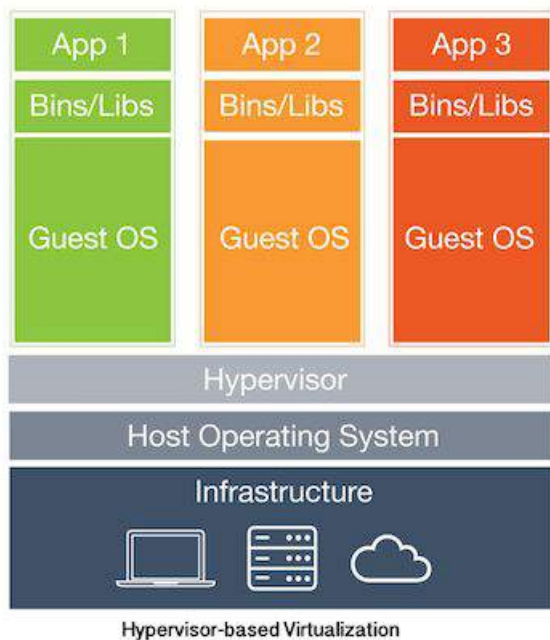 App 1 App 2 App 3
Bins/Libs Bins/Libs Bins/Libs
Guest OS Guest OS Guest OS
Hypervisor
Host Operating System
Infrastructure
Hypervisor-based Virtualization